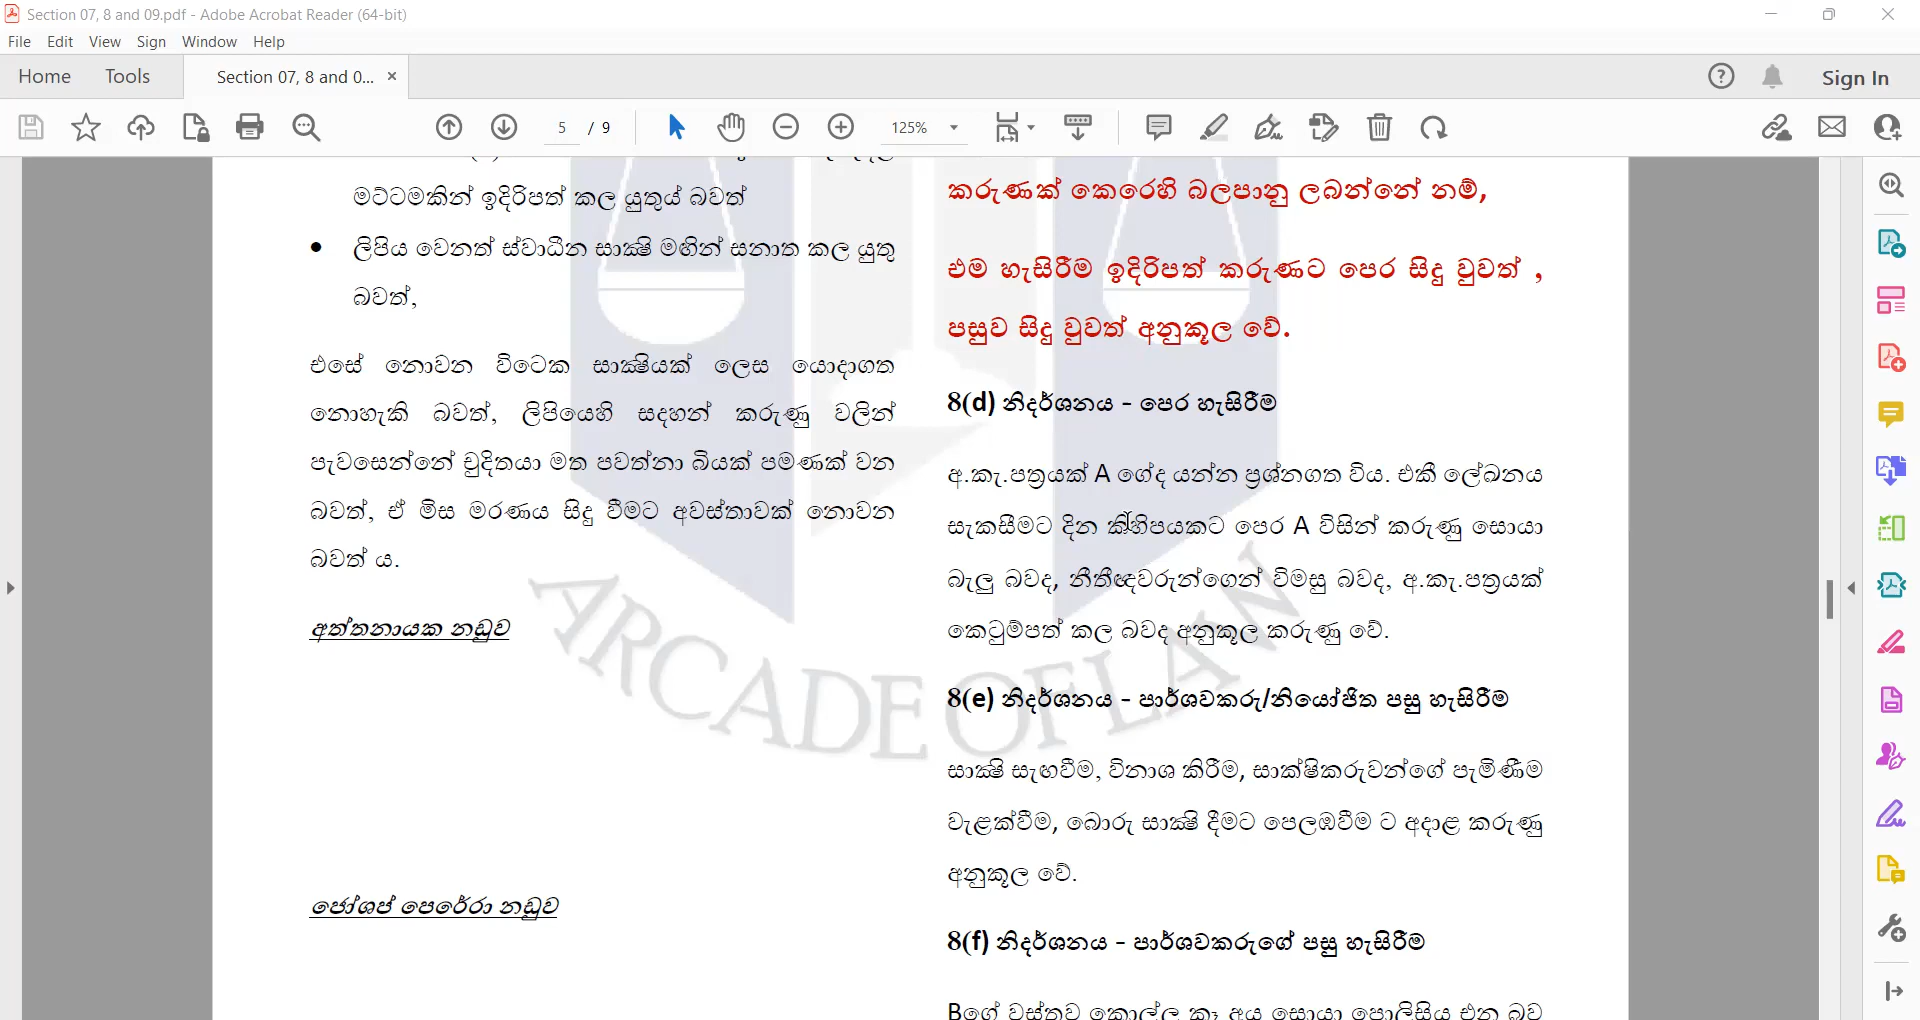 Section 07, 8 and 09.pdf - Adobe Acrobat Reader (64-bit)
File Edit View Sign Window Help
Home Tools Section 07, 8 and 0... × Sign In
5 / 9 125%
මට්ටමකින් ඉදිරිපත් කල යුතුය් බවත්
• ලිපිය වෙනත් ස්වාධීන සාක්‍ෂි මඟින් සනාත කල යුතු
බවත්,
එසේ නොවන විටෙක සාක්‍ෂියක් ලෙස යොදාගත
නොහැකි බවත්, ලිපියෙහි සදහන් කරුණු වලින්
පැවසෙන්නේ චුදිතයා මත පවත්නා බියක් පමණක් වන
බවත්, ඒ මිස මරණය සිදු වීමට අවස්තාවක් නොවන
බවත් ය.
අත්තනායක නඩුව
ජෝශප් පෙරේරා නඩුව
කරුණක් කෙරෙහි බලපානු ලබන්නේ නම්,
එම හැසිරීම ඉදිරිපත් කරුණට පෙර සිදු වුවත් ,
පසුව සිදු වුවත් අනුකූල වේ.
8(d) නිදර්ශනය - පෙර හැසිරීම
අ.කැ.පත්‍රයක් A ගේද යන්න ප්‍රශ්නගත විය. එකී ලේඛනය
සැකසීමට දින කිහිපයකට පෙර A විසින් කරුණු සොයා
බැලු බවද, නීතීඥවරුන්ගෙන් විමසු බවද, අ.කැ.පත්‍රයක්
කෙටුම්පත් කල බවද අනුකූල කරුණු වේ.
8(e) නිදර්ශනය - පාර්ශවකරු/නියෝජිත පසු හැසිරීම
සාක්‍ෂි සැඟවීම, විනාශ කිරීම, සාක්ෂිකරුවන්ගේ පැමිණීම
වැළක්වීම, බොරු සාක්‍ෂි දීමට පෙලඹවීම ට අදාළ කරුණු
අනුකූල වේ.
8(f) නිදර්ශනය - පාර්ශවකරුගේ පසු හැසිරීම
Bගේ වස්තුව කොල්ල කෑ අය සොයා පොලිසිය එන බව
ARCADE OF LAW